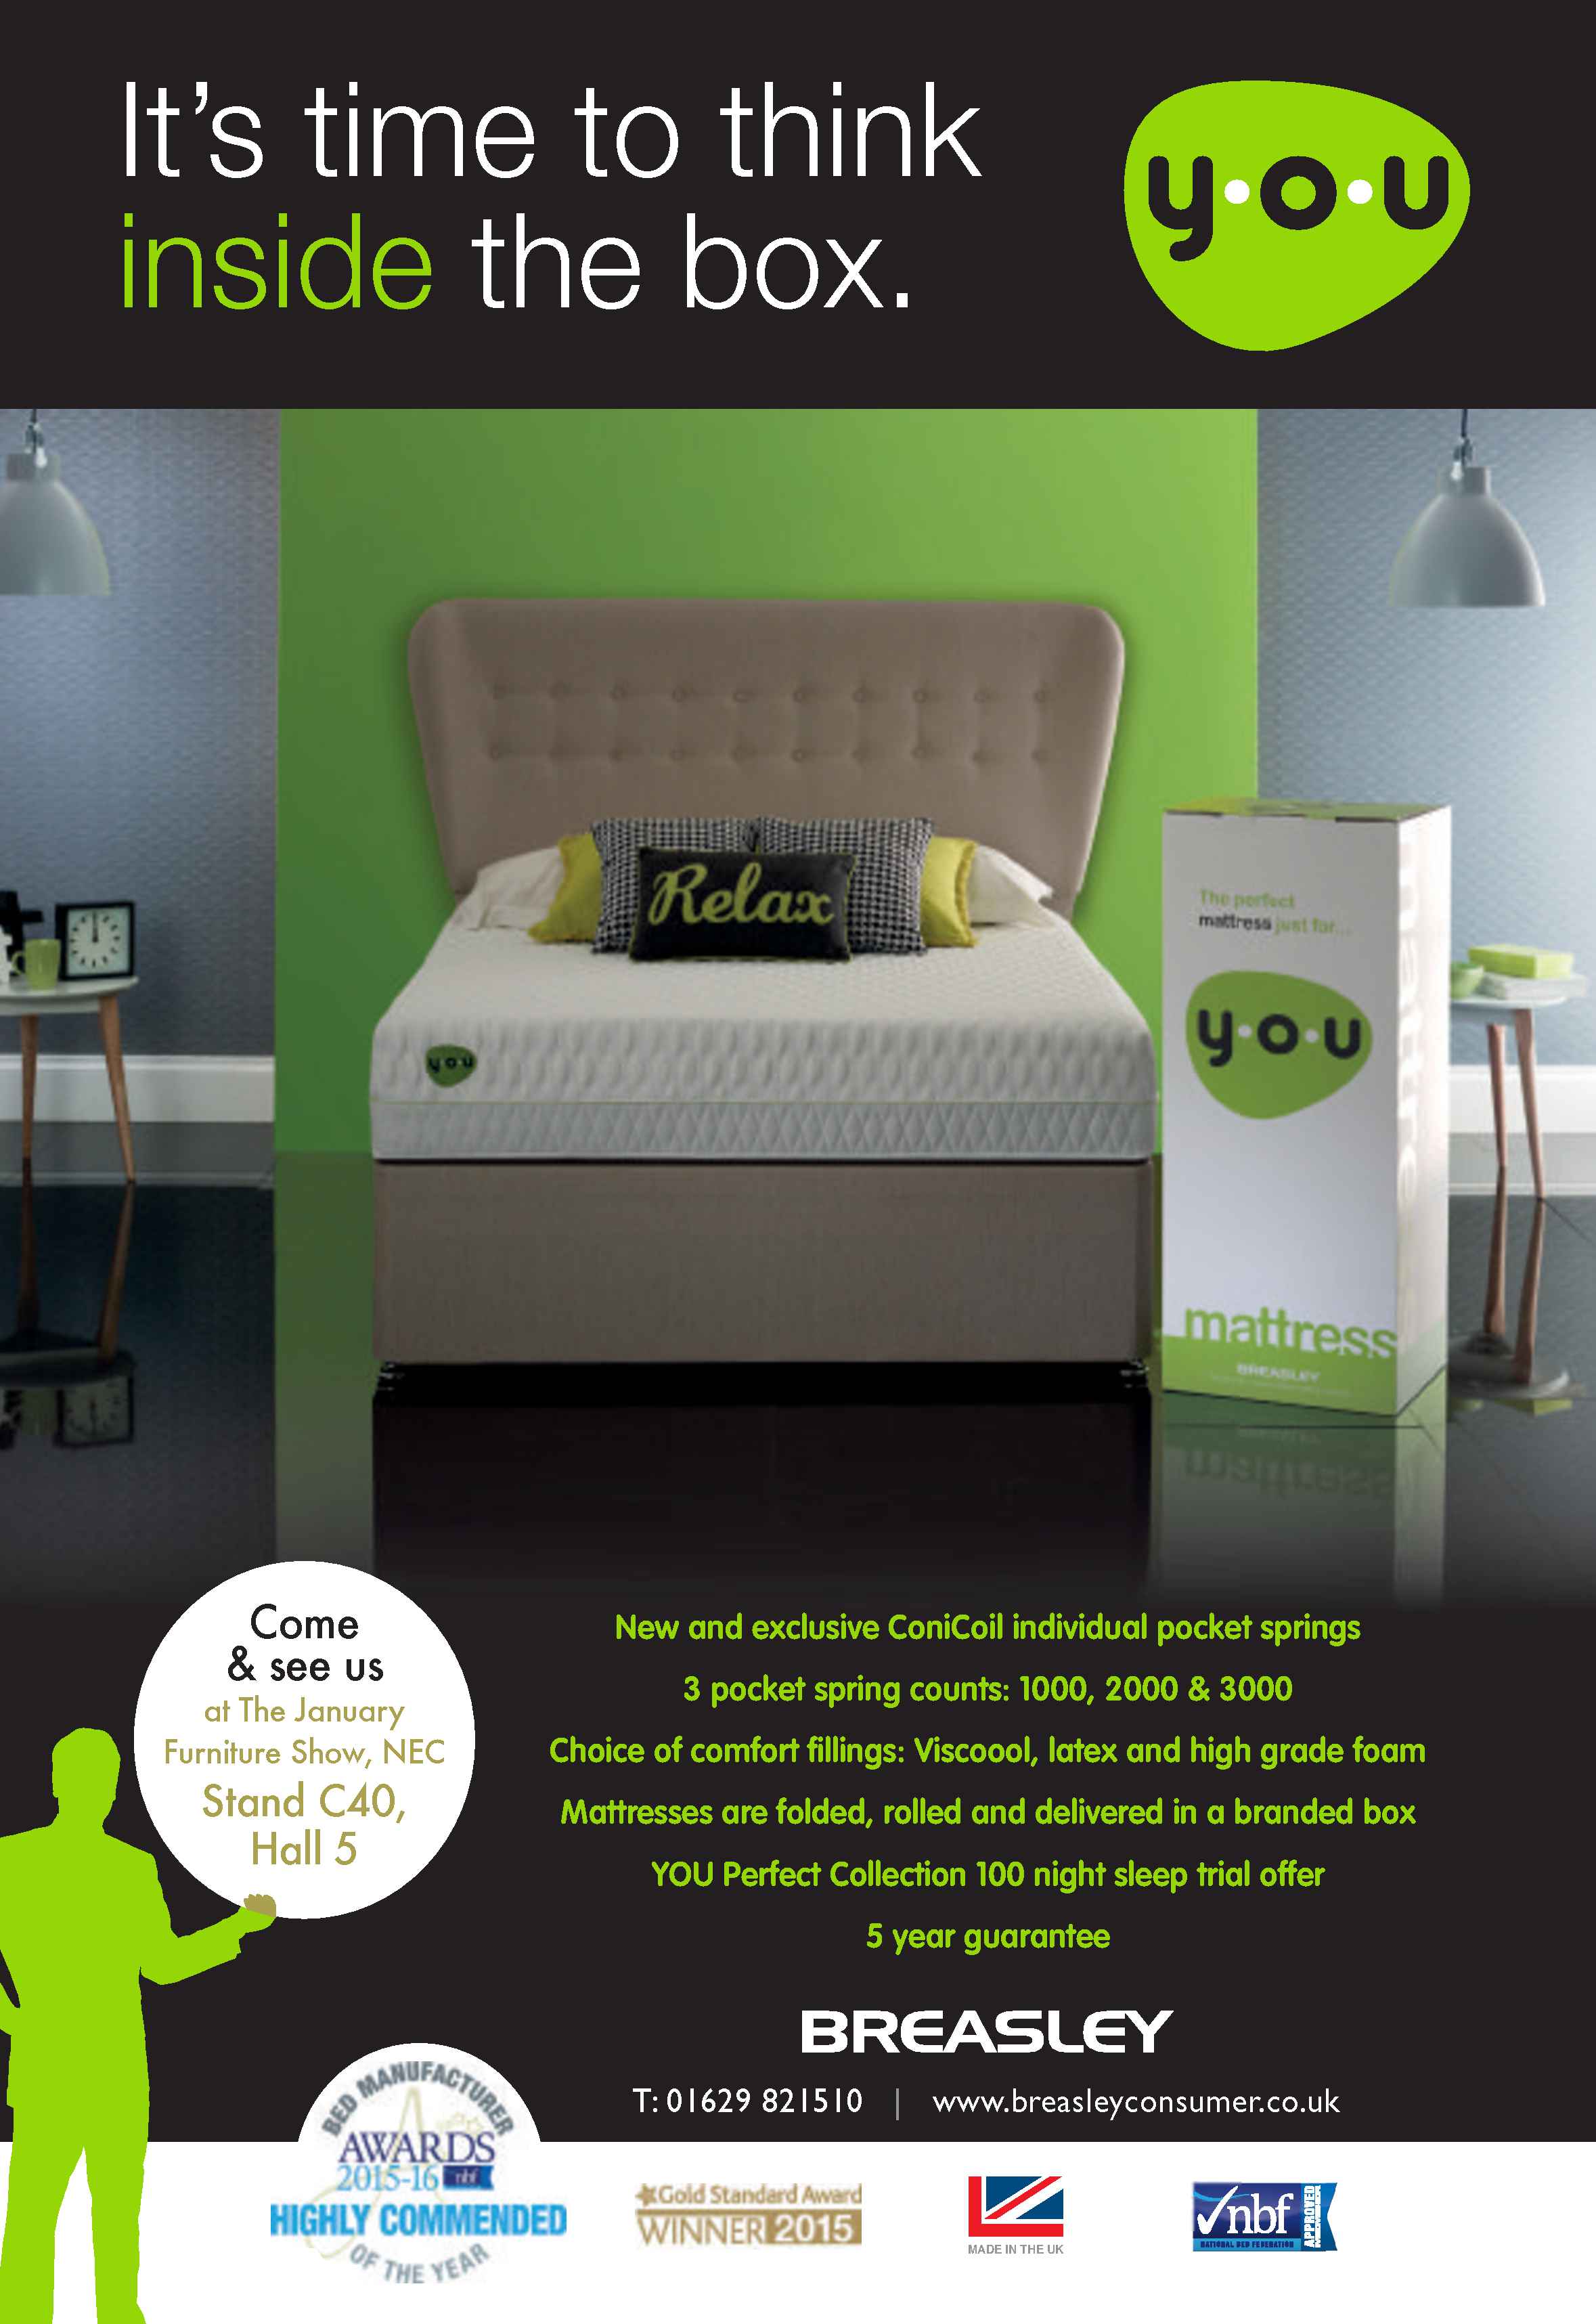 It's time to think
inside the box.
y·o·u
Relax
The perfect
mattress just for...
y·o·u
y·o·u
mattress
BREASLEY
Come
& see us
at The January
Furniture Show, NEC
Stand C40,
Hall 5
New and exclusive ConiCoil individual pocket springs
3 pocket spring counts: 1000, 2000 & 3000
Choice of comfort fillings: Viscoool, latex and high grade foam
Mattresses are folded, rolled and delivered in a branded box
YOU Perfect Collection 100 night sleep trial offer
5 year guarantee
BREASLEY
T: 01629 821510 | www.breasleyconsumer.co.uk
BED MANUFACTURER
AWARDS
2015-16 nbf
HIGHLY COMMENDED
OF THE YEAR
Gold Standard Award
WINNER 2015
MADE IN THE UK
nbf
NATIONAL BED FEDERATION
APPROVED